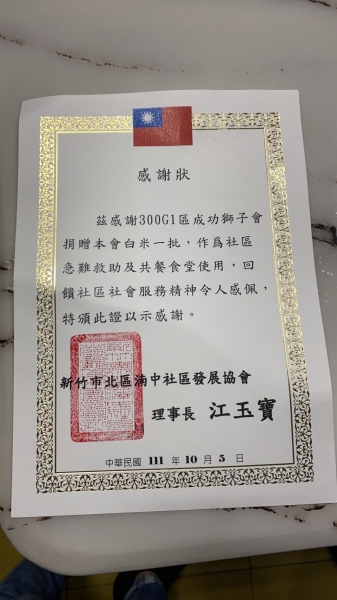 感謝狀
茲感謝300G1區成功獅子會
捐贈本會白米一批，作爲社區
急難救助及共餐食堂使用，回
饋社區社會服務精神令人感佩，
特頒此證以示感謝。
新竹市北區湳中社區發展協會
理事長 江玉寶
中華民國 111 年 10 月 5 日